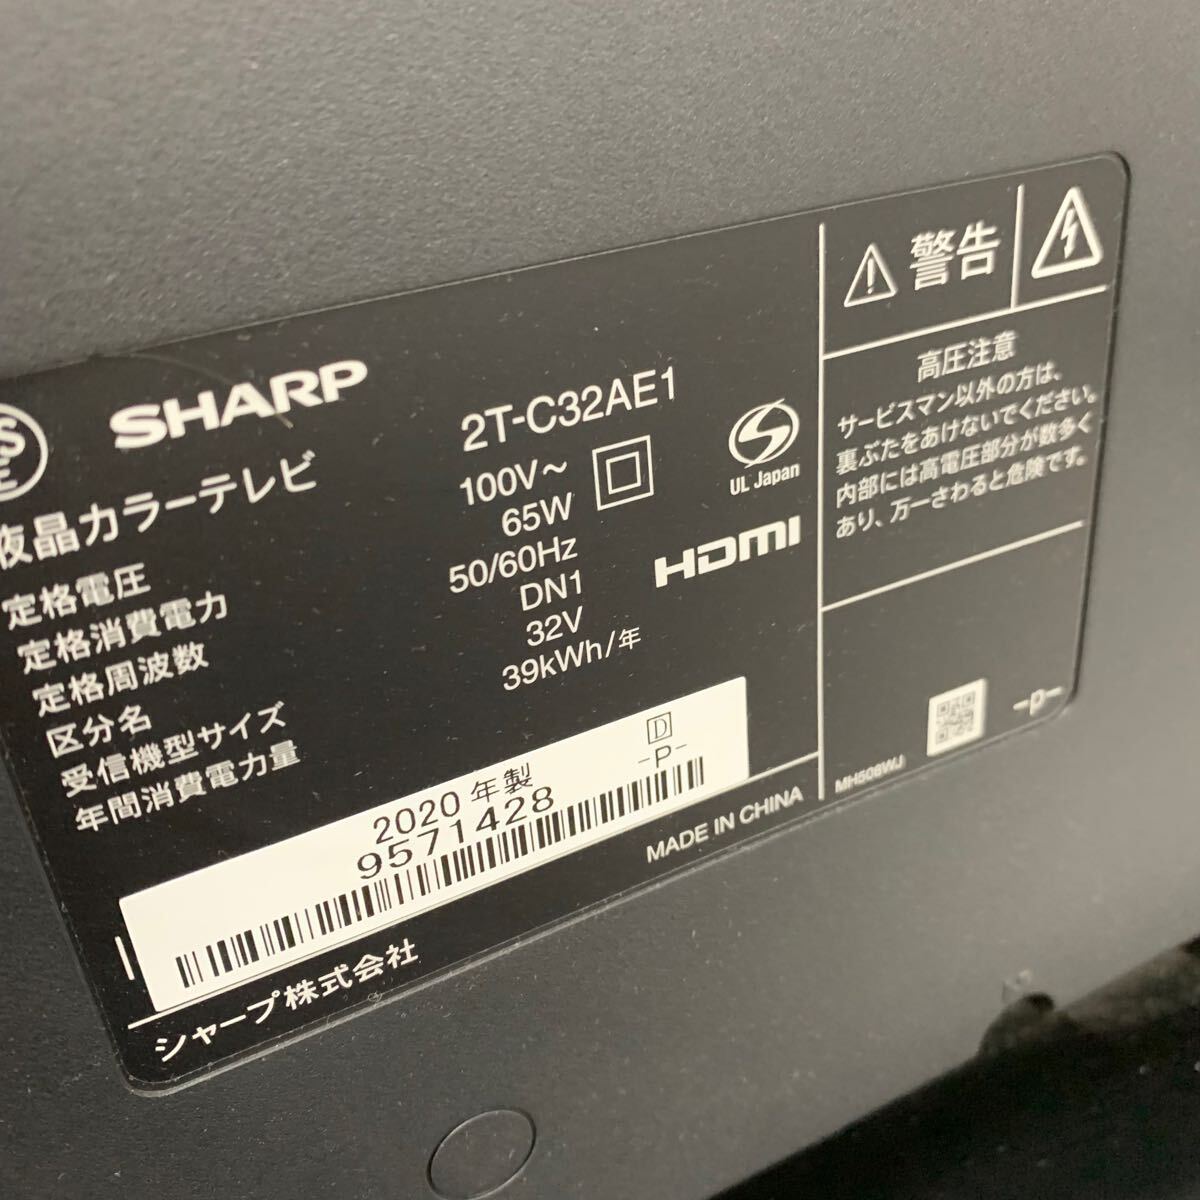 SHARP 2T-C32AE1
液晶カラーテレビ
定格電圧 100V～
定格消費電力 65W
定格周波数 50/60Hz
区分名 DN1
受信機型サイズ 32V
年間消費電力量 39kWh/年
UL Japan
HDMI
2020年製 D
9571428 -P-
MADE IN CHINA
シャープ株式会社
警告
高圧注意
サービスマン以外の方は、
裏ぶたをあけないでください。
内部には高電圧部分が数多く
あり、万一さわると危険です。
MH508WJ
-P-